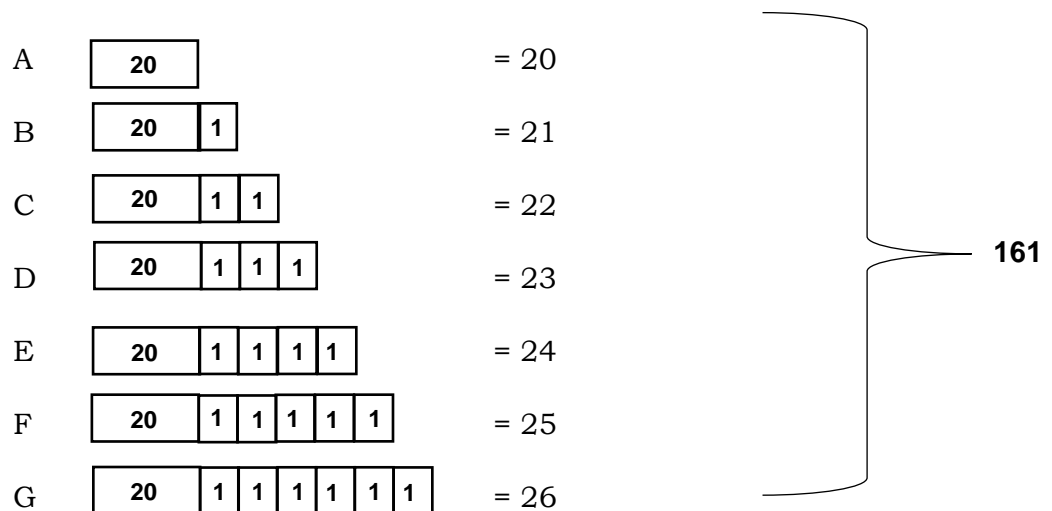 A 20 = 20
B 20 1 = 21
C 20 1 1 = 22
D 20 1 1 1 = 23
161
E 20 1 1 1 1 = 24
F 20 1 1 1 1 1 = 25
G 20 1 1 1 1 1 1 = 26